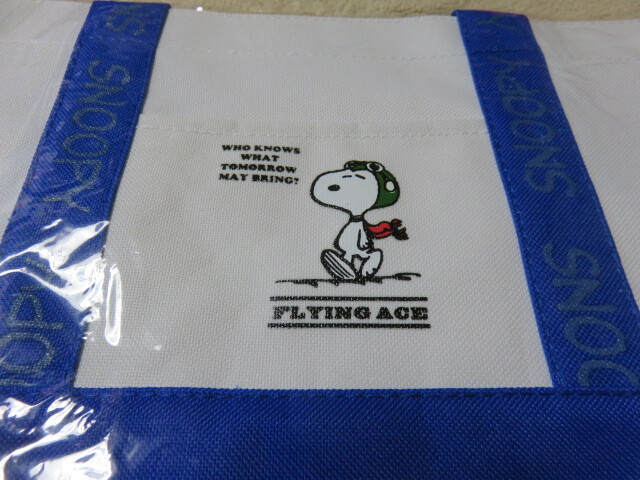 WHO KNOWS
WHAT
TOMORROW
MAY BRING?
FLYING ACE
SNOOPY
SNOOPY